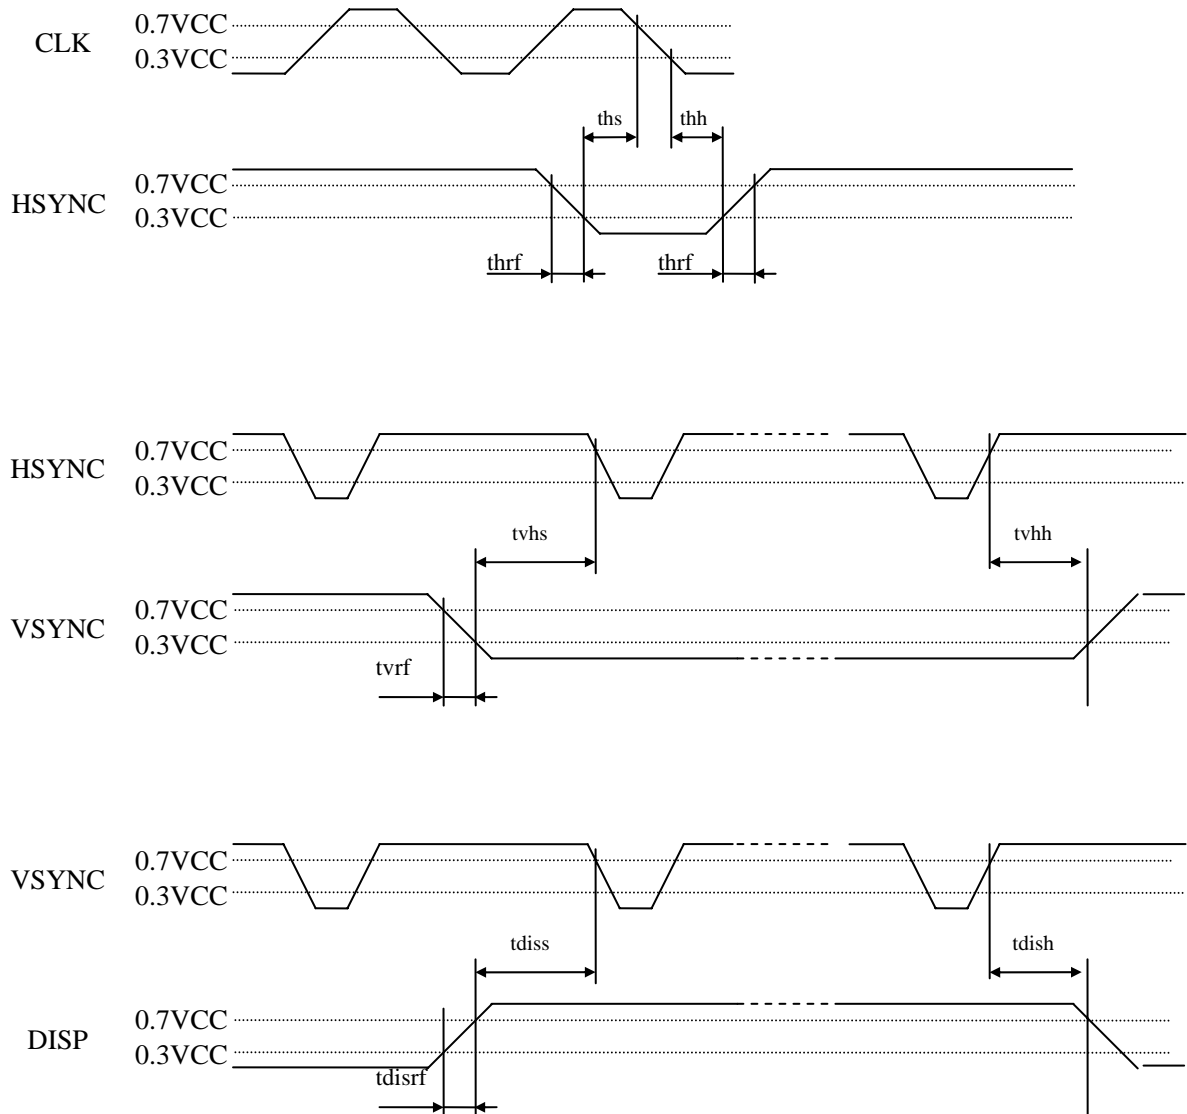 CLK
0.7VCC
0.3VCC
ths
thh
HSYNC
0.7VCC
0.3VCC
thrf
thrf
HSYNC
0.7VCC
0.3VCC
tvhs
tvhh
VSYNC
0.7VCC
0.3VCC
tvrf
VSYNC
0.7VCC
0.3VCC
tdiss
tdish
DISP
0.7VCC
0.3VCC
tdisrf